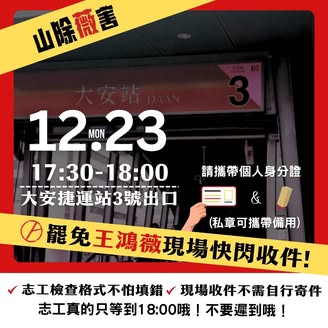 山除薇害
大安站 DAAN
3
12.23
MON
17:30-18:00
大安捷運站3號出口
請攜帶個人身分證
&
(私章可攜帶備用)
罷免王鴻薇現場快閃收件!
✓ 志工檢查格式不怕填錯 ✓ 現場收件不需自行寄件
志工真的只等到18:00哦！不要遲到哦！